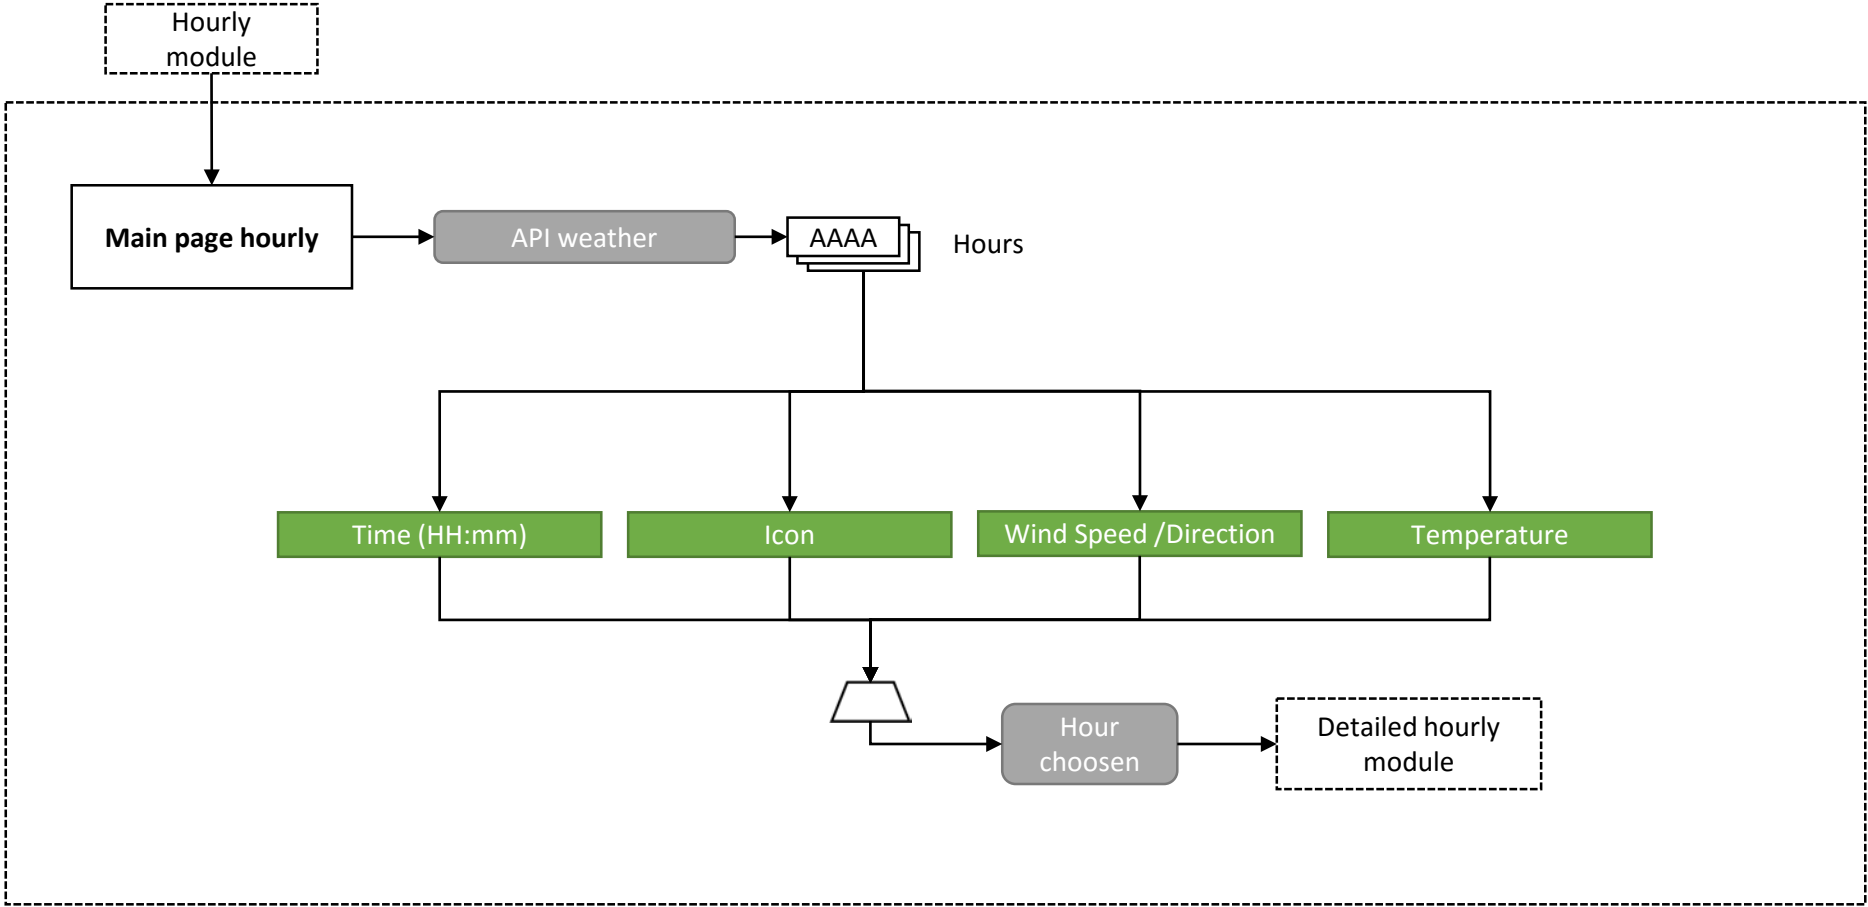 Hourly
module
Main page hourly
API weather
AAAA
Hours
Time (HH:mm)
Icon
Wind Speed /Direction
Temperature
Hour
choosen
Detailed hourly
module